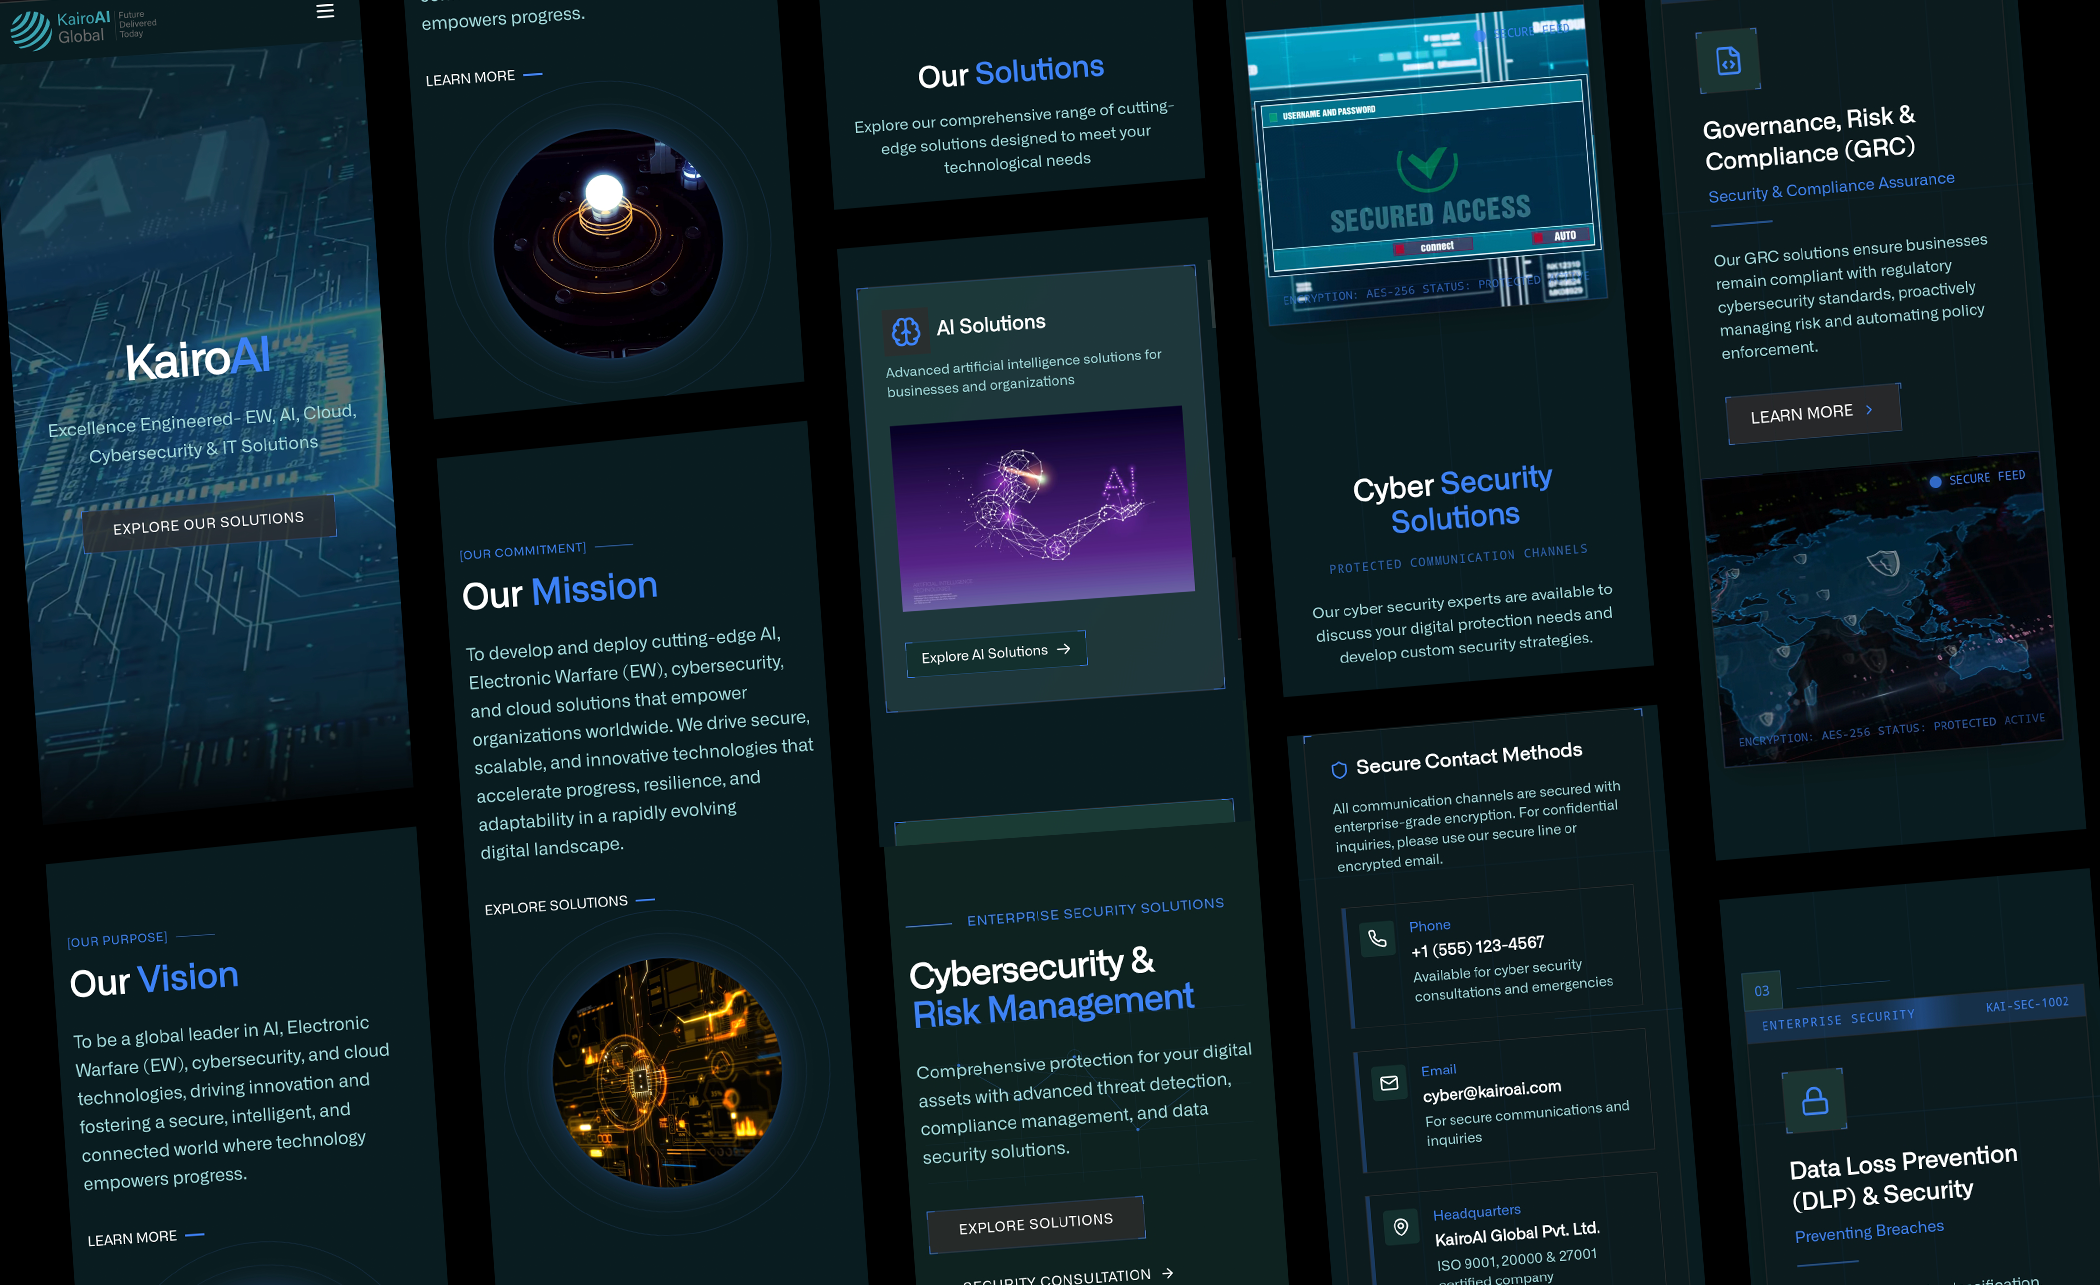 KairoAI
Global
Future
Delivered
Today
AI
KairoAI
Excellence Engineered- EW, AI, Cloud,
Cybersecurity & IT Solutions
EXPLORE OUR SOLUTIONS
[OUR PURPOSE]
Our Vision
To be a global leader in AI, Electronic
Warfare (EW), cybersecurity, and cloud
technologies, driving innovation and
fostering a secure, intelligent, and
connected world where technology
empowers progress.
LEARN MORE
empowers progress.
LEARN MORE
[OUR COMMITMENT]
Our Mission
To develop and deploy cutting-edge AI,
Electronic Warfare (EW), cybersecurity,
and cloud solutions that empower
organizations worldwide. We drive secure,
scalable, and innovative technologies that
accelerate progress, resilience, and
adaptability in a rapidly evolving
digital landscape.
EXPLORE SOLUTIONS
Our Solutions
Explore our comprehensive range of cutting-
edge solutions designed to meet your
technological needs
AI Solutions
Advanced artificial intelligence solutions for
businesses and organizations
AI
Explore AI Solutions
ENTERPRISE SECURITY SOLUTIONS
Cybersecurity &
Risk Management
Comprehensive protection for your digital
assets with advanced threat detection,
compliance management, and data
security solutions.
EXPLORE SOLUTIONS
SECURITY CONSULTATION
SECURE FEED
USERNAME AND PASSWORD
SECURED ACCESS
connect
AUTO
ENCRYPTION: AES-256 STATUS: PROTECTED
Cyber Security
Solutions
PROTECTED COMMUNICATION CHANNELS
Our cyber security experts are available to
discuss your digital protection needs and
develop custom security strategies.
Secure Contact Methods
All communication channels are secured with
enterprise-grade encryption. For confidential
inquiries, please use our secure line or
encrypted email.
Phone
+1 (555) 123-4567
Available for cyber security
consultations and emergencies
Email
cyber@kairoai.com
For secure communications and
inquiries
Headquarters
KairoAI Global Pvt. Ltd.
ISO 9001, 20000 & 27001
certified company
Governance, Risk &
Compliance (GRC)
Security & Compliance Assurance
Our GRC solutions ensure businesses
remain compliant with regulatory
cybersecurity standards, proactively
managing risk and automating policy
enforcement.
LEARN MORE
SECURE FEED
ENCRYPTION: AES-256 STATUS: PROTECTED ACTIVE
03
ENTERPRISE SECURITY
KAI-SEC-1002
Data Loss Prevention
(DLP) & Security
Preventing Breaches